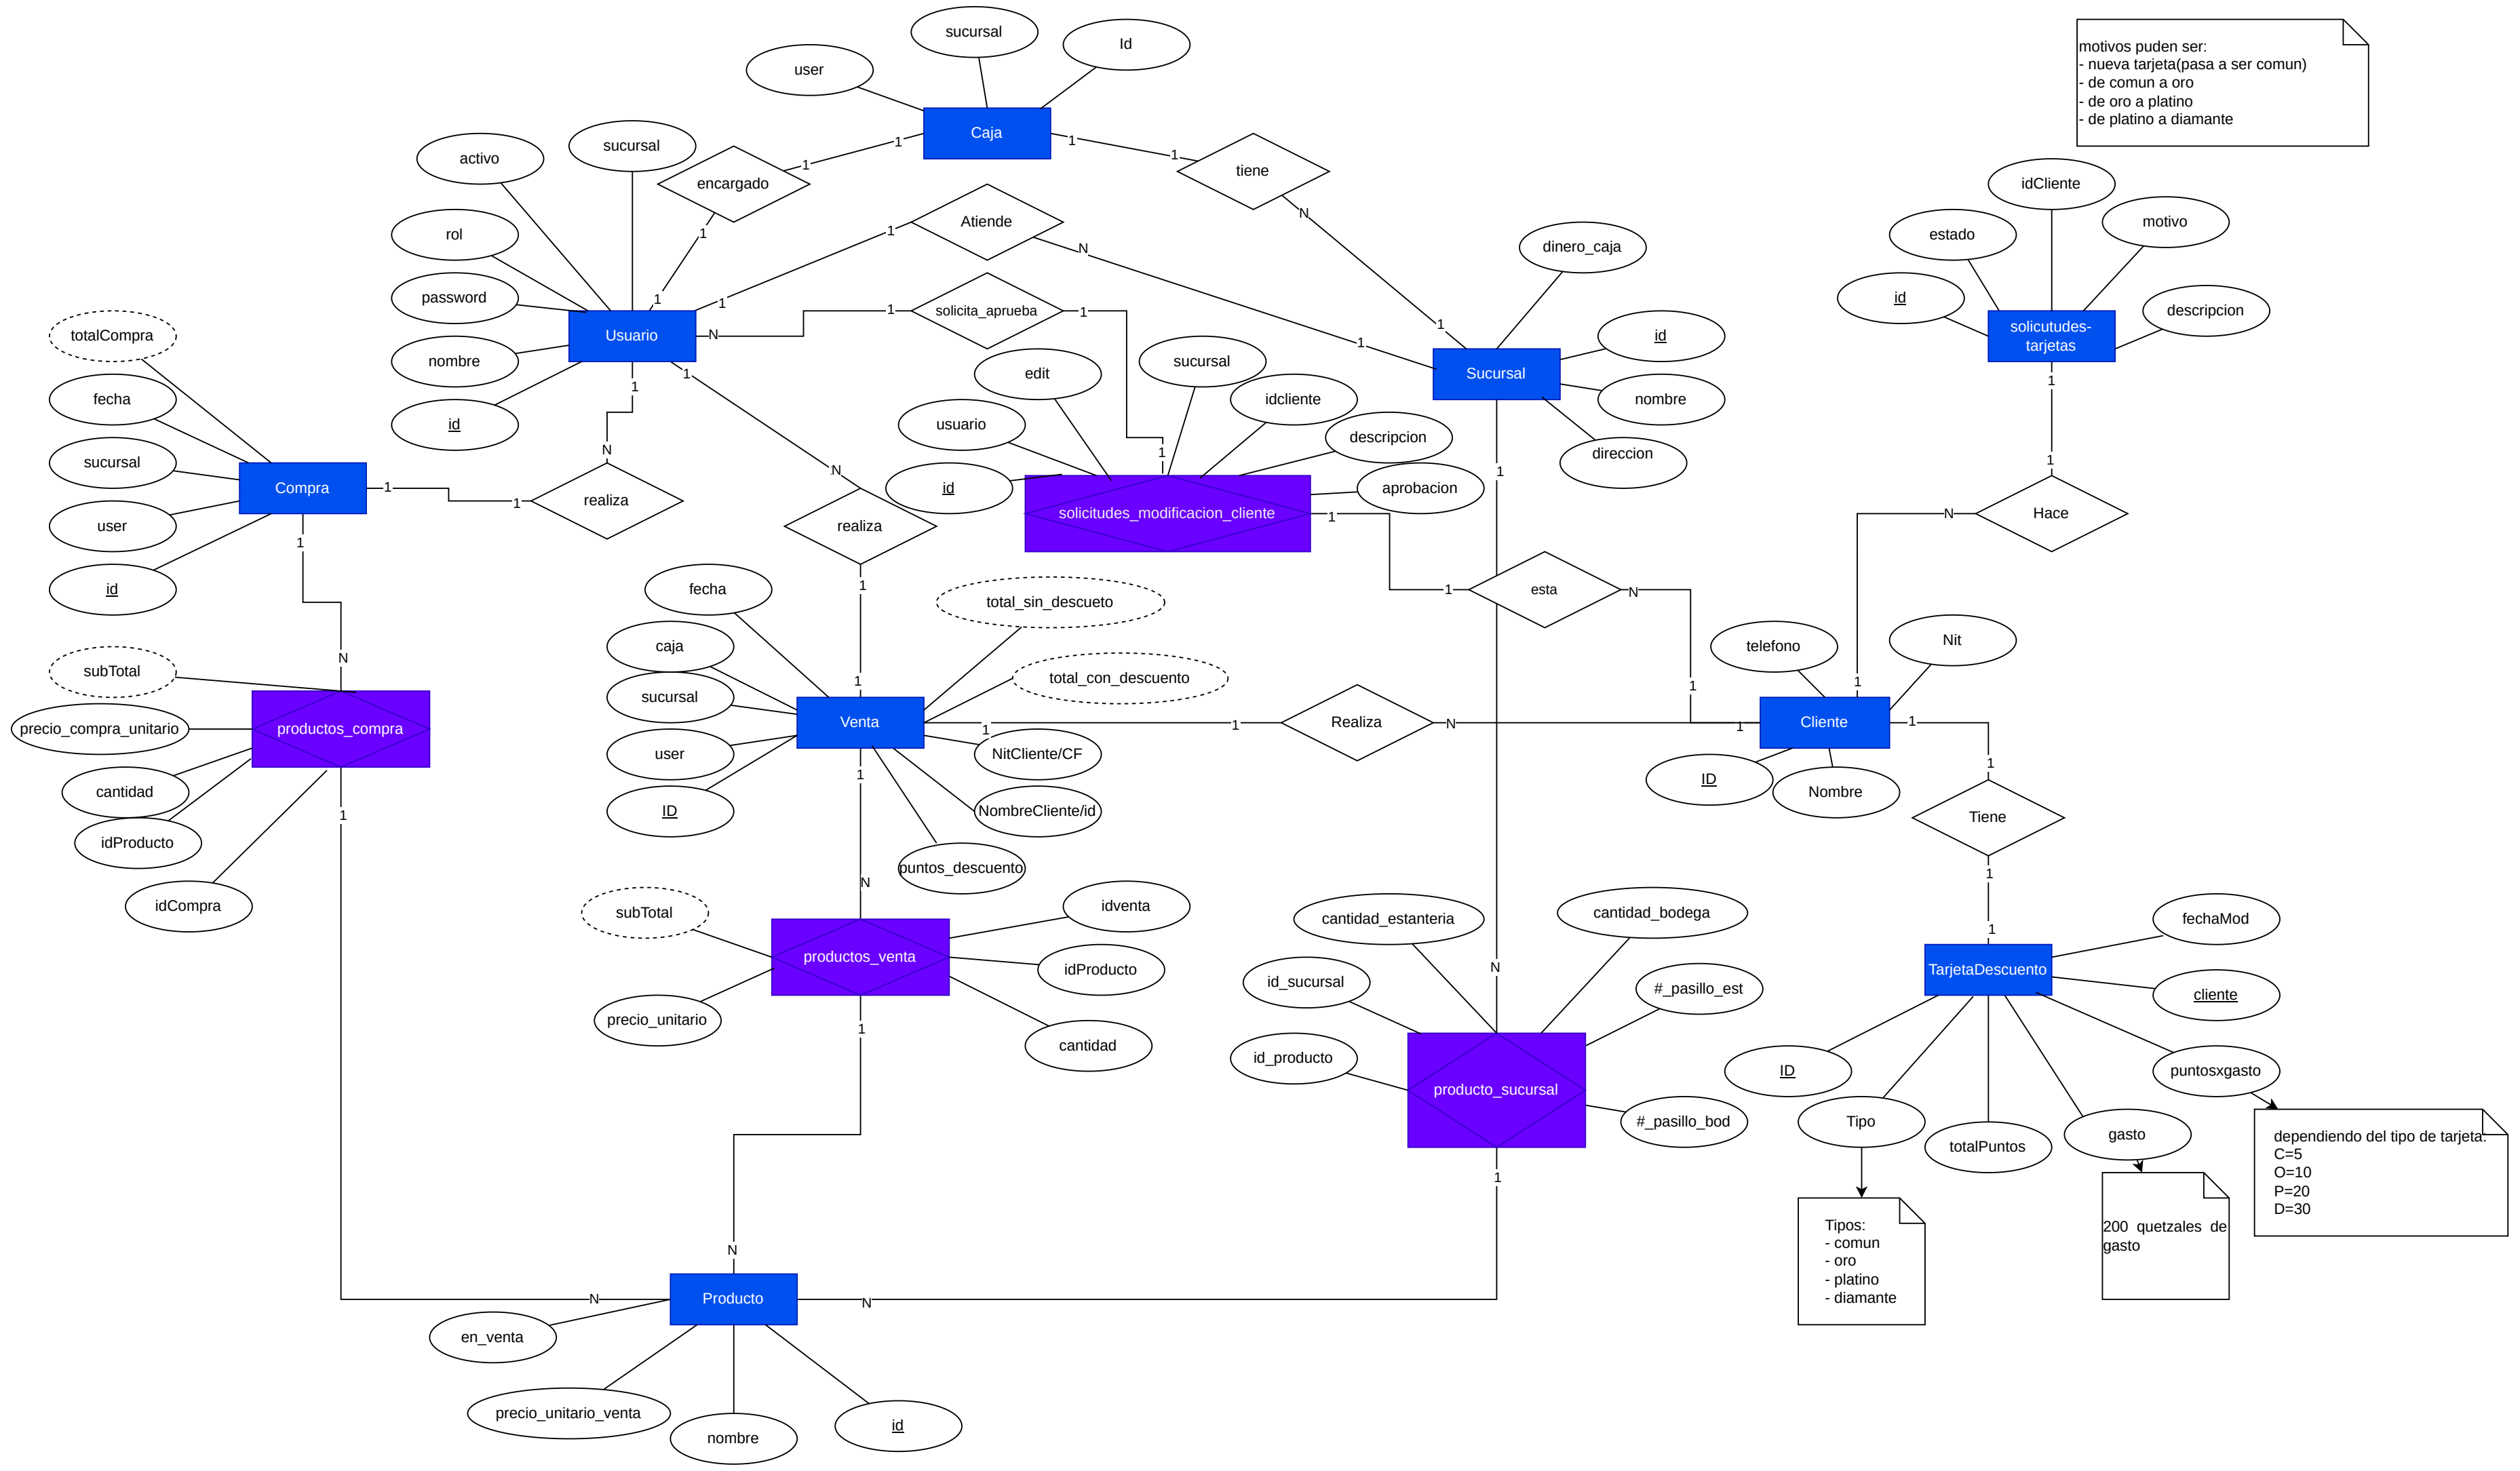 sucursal
Id
user
Caja
1
1
1
1
encargado
1
1
tiene
N
1
motivos puden ser:
- nueva tarjeta(pasa a ser comun)
- de comun a oro
- de oro a platino
- de platino a diamante
activo
sucursal
rol
password
nombre
id
Usuario
1
1
Atiende
N
1
N
1
solicita_aprueba
1
1
dinero_caja
id
nombre
direccion
Sucursal
1
idCliente
estado
motivo
id
descripcion
solicutudes-
tarjetas
1
1
Hace
N
1
totalCompra
fecha
sucursal
user
id
Compra
1
1
realiza
N
1
1
N
realiza
1
1
edit
sucursal
usuario
idcliente
descripcion
id
aprobacion
solicitudes_modificacion_cliente
1
1
esta
N
1
1
N
subTotal
precio_compra_unitario
cantidad
idProducto
idCompra
productos_compra
1
N
fecha
caja
sucursal
user
ID
total_sin_descueto
total_con_descuento
NitCliente/CF
NombreCliente/id
puntos_descuento
Venta
1
1
Realiza
N
1
telefono
Nit
ID
Nombre
Cliente
1
1
Tiene
1
1
1
N
subTotal
precio_unitario
idventa
idProducto
cantidad
productos_venta
1
N
N
cantidad_estanteria
cantidad_bodega
id_sucursal
#_pasillo_est
id_producto
#_pasillo_bod
producto_sucursal
1
N
fechaMod
cliente
TarjetaDescuento
ID
Tipo
totalPuntos
gasto
puntosxgasto
dependiendo del tipo de tarjeta:
C=5
O=10
P=20
D=30
200 quetzales de
gasto
Tipos:
- comun
- oro
- platino
- diamante
Producto
en_venta
precio_unitario_venta
nombre
id